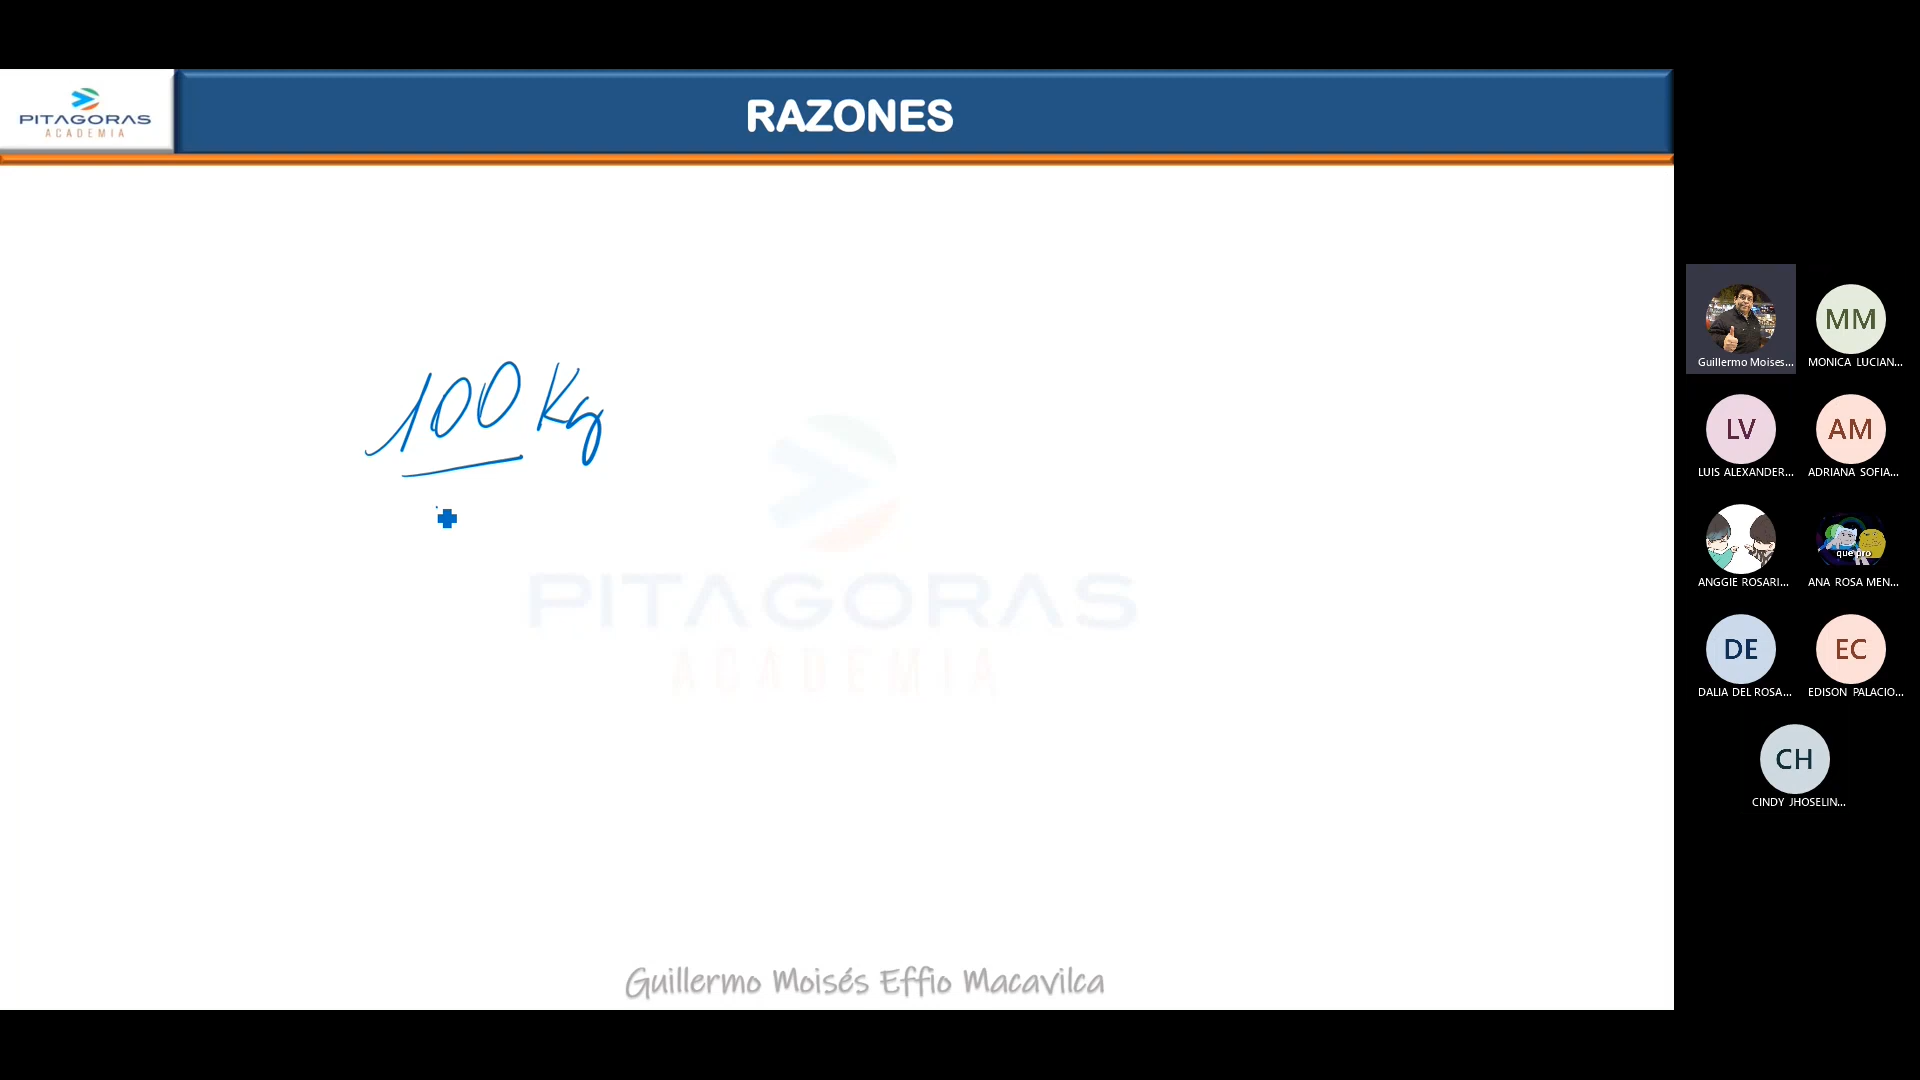 PITAGORAS
ACADEMIA
RAZONES
100 Kg
PITAGORAS
ACADEMIA
Guillermo Moisés Effio Macavilca
Guillermo Moises...
MM
MONICA LUCIAN...
LV
LUIS ALEXANDER...
AM
ADRIANA SOFIA...
ANGGIE ROSARI...
que pro
ANA ROSA MEN...
DE
DALIA DEL ROSA...
EC
EDISON PALACIO...
CH
CINDY JHOSELIN...